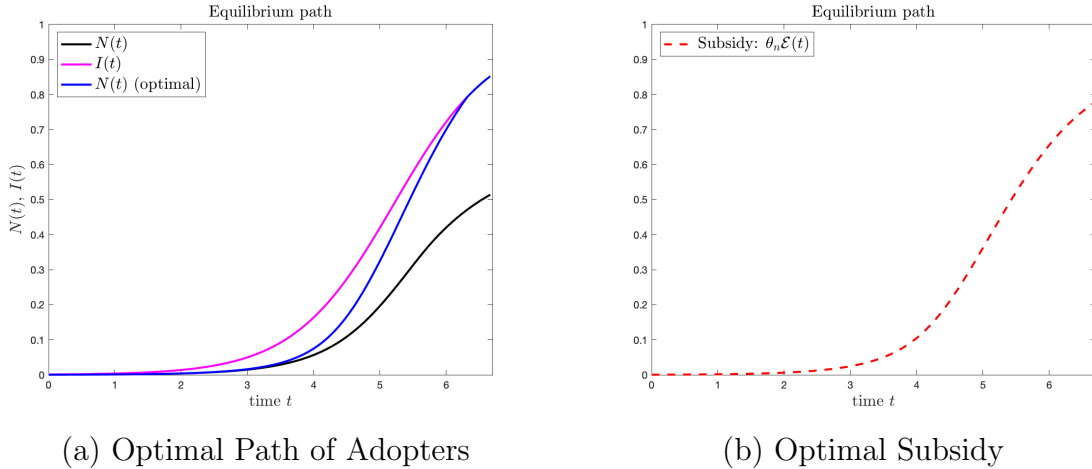 Equilibrium path
1
0.9
0.8
0.7
0.6
0.5
0.4
0.3
0.2
0.1
0
N(t), I(t)
N(t)
I(t)
N(t) (optimal)
0 1 2 3 4 5 6
time t
(a) Optimal Path of Adopters
Equilibrium path
1
0.9
0.8
0.7
0.6
0.5
0.4
0.3
0.2
0.1
0
Subsidy: θₙℰ(t)
0 1 2 3 4 5 6
time t
(b) Optimal Subsidy